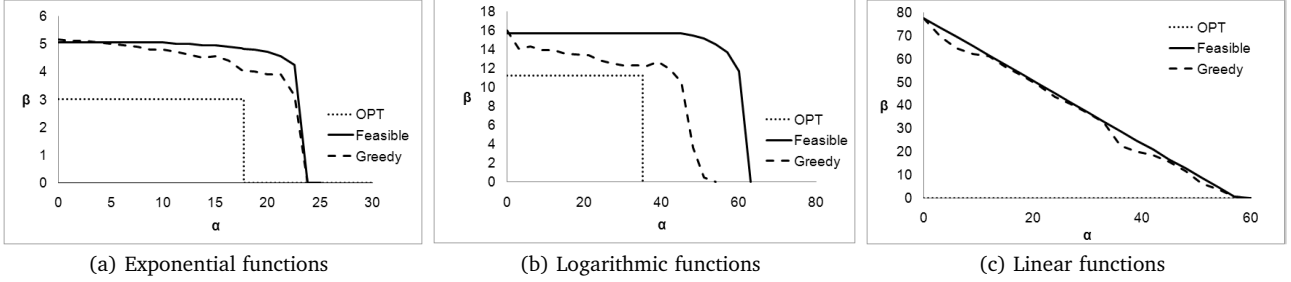 6
5
4
3
2
1
0
β
0 5 10 15 20 25 30
α
OPT
Feasible
Greedy
(a) Exponential functions
18
16
14
12
10
8
6
4
2
0
β
0 20 40 60 80
α
OPT
Feasible
Greedy
(b) Logarithmic functions
80
70
60
50
40
30
20
10
0
β
0 20 40 60
α
OPT
Feasible
Greedy
(c) Linear functions